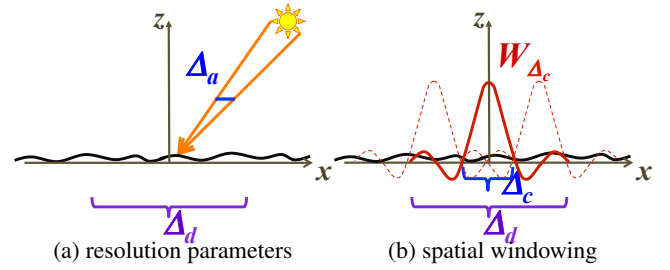 z
Δa
x
Δd
(a) resolution parameters
z
WΔc
x
Δc
Δd
(b) spatial windowing